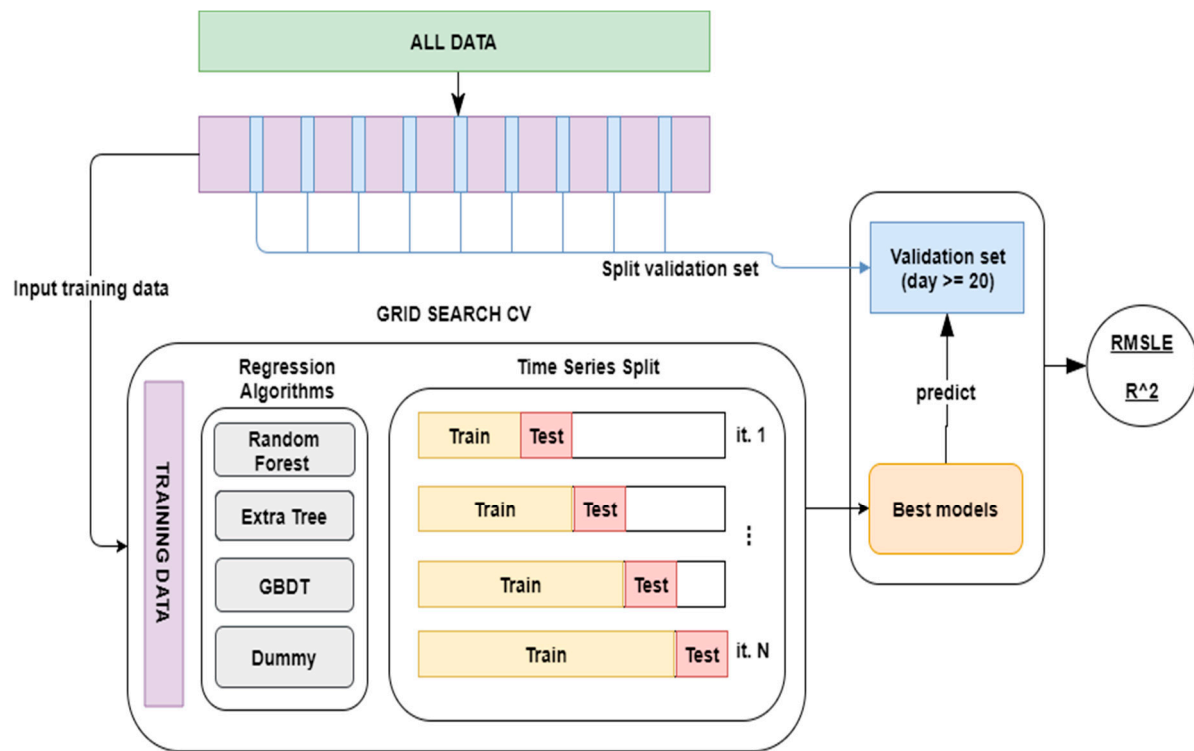 ALL DATA
Input training data
Split validation set
Validation set
(day >= 20)
predict
Best models
RMSLE
R^2
GRID SEARCH CV
TRAINING DATA
Regression
Algorithms
Random
Forest
Extra Tree
GBDT
Dummy
Time Series Split
Train Test it. 1
Train Test
⋮
Train Test
Train Test it. N